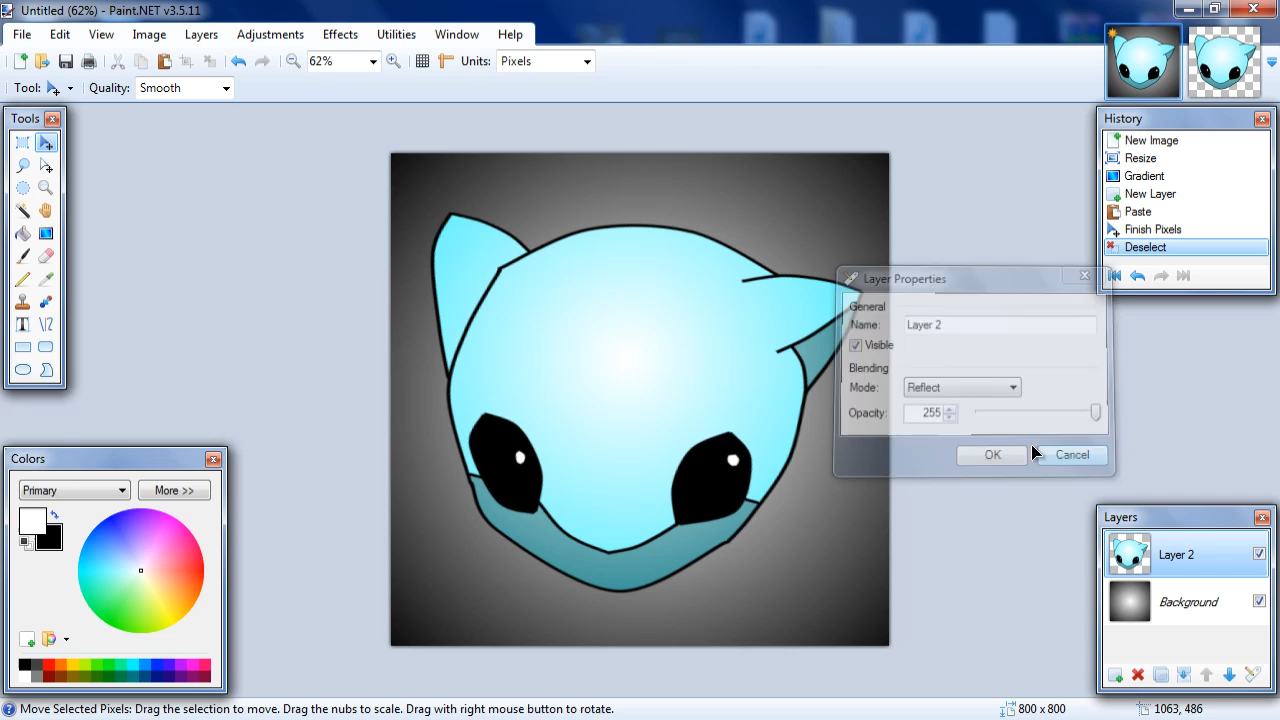 Untitled (62%) - Paint.NET v3.5.11
File Edit View Image Layers Adjustments Effects Utilities Window Help
62% Units: Pixels
Tool: Quality: Smooth
Tools
History
New Image
Resize
Gradient
New Layer
Paste
Finish Pixels
Deselect
Layer Properties
General
Name: Layer 2
Visible
Blending
Mode: Reflect
Opacity: 255
OK Cancel
Colors
Primary More >>
Layers
Layer 2
Background
Move Selected Pixels: Drag the selection to move. Drag the nubs to scale. Drag with right mouse button to rotate. 800 x 800 1063, 486